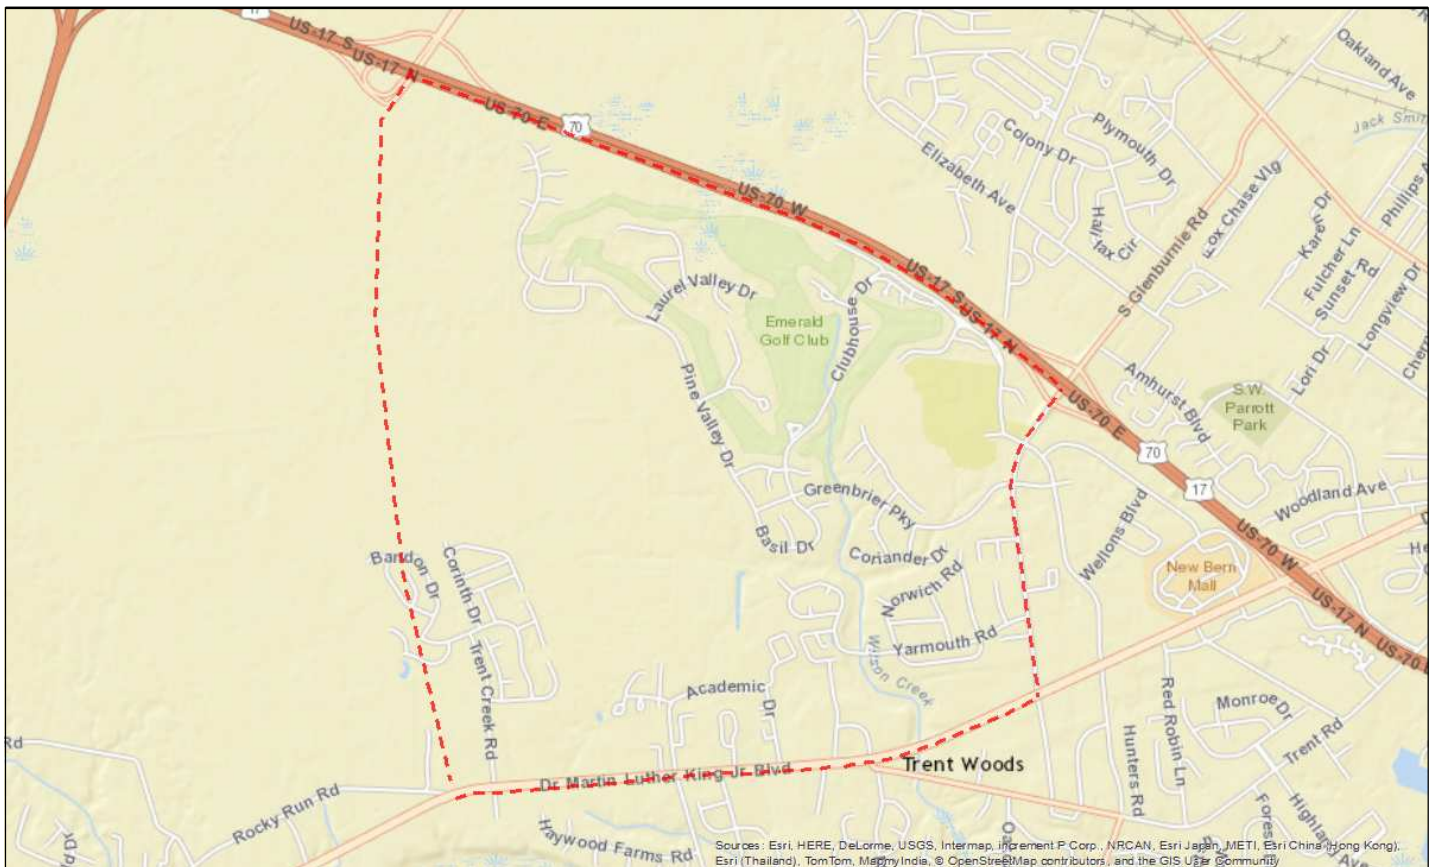 17
US-17 S
US-17 N
US-70 E
70
US-70 W
US-17 S
US-17 N
US-70 E
70
17
US-70 W
US-17 N
Oakland Ave
Plymouth Dr
Colony Dr
Elizabeth Ave
Halifax Cir
Fox Chase Vlg
S Glenburnie Rd
Karen Dr
Fulcher Ln
Sunset Rd
Longview Dr
Lori Dr
S.W.
Parrott
Park
Amhurst Blvd
Laurel Valley Dr
Emerald
Golf Club
Clubhouse Dr
Pine Valley Dr
Greenbrier Pky
Basil Dr
Coriander Dr
Norwich Rd
Yarmouth Rd
Wilson Creek
Wellons Blvd
Woodland Ave
New Bern
Mall
Bandon Dr
Corinth Dr
Trent Creek Rd
Academic Dr
Red Robin Ln
Monroe Dr
Trent Rd
Hunters Rd
Trent Woods
Dr Martin Luther King Jr Blvd
Rocky Run Rd
Haywood Farms Rd
Rd
Sources: Esri, HERE, DeLorme, USGS, Intermap, increment P Corp., NRCAN, Esri Japan, METI, Esri China (Hong Kong),
Esri (Thailand), TomTom, MapmyIndia, © OpenStreetMap contributors, and the GIS User Community